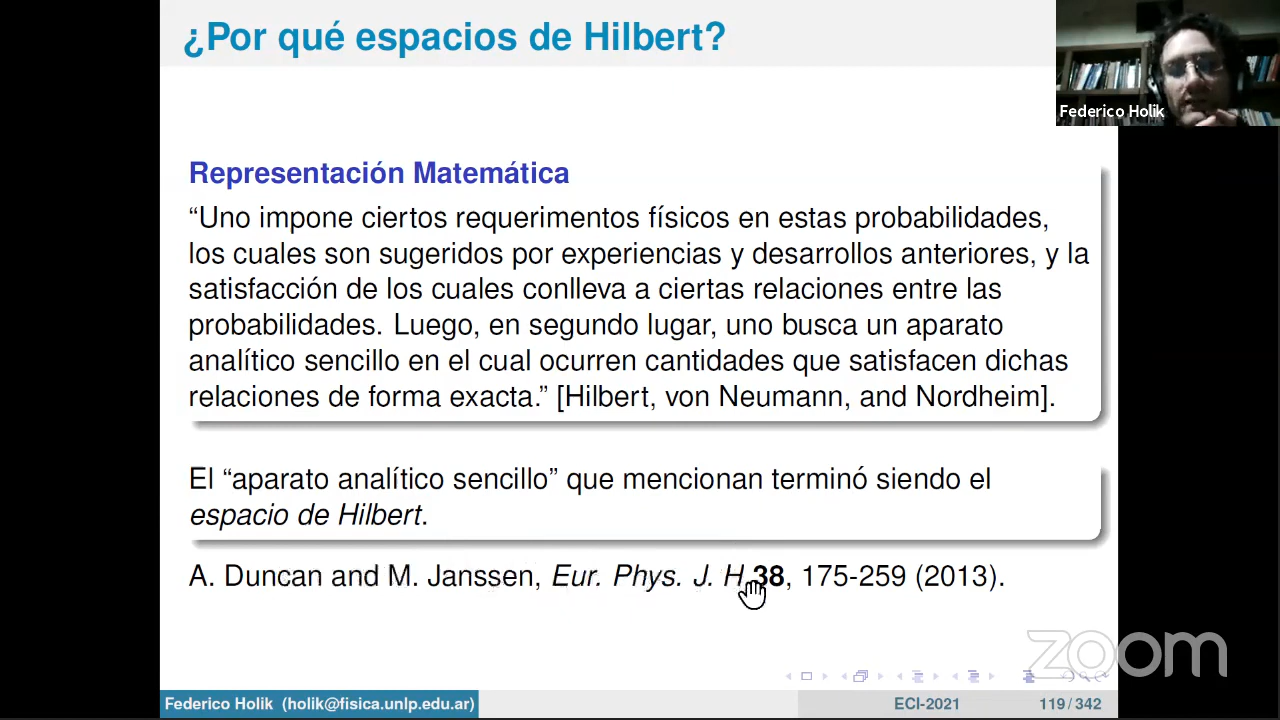 ¿Por qué espacios de Hilbert?
Federico Holik
Representación Matemática
“Uno impone ciertos requerimentos físicos en estas probabilidades,
los cuales son sugeridos por experiencias y desarrollos anteriores, y la
satisfacción de los cuales conlleva a ciertas relaciones entre las
probabilidades. Luego, en segundo lugar, uno busca un aparato
analítico sencillo en el cual ocurren cantidades que satisfacen dichas
relaciones de forma exacta.” [Hilbert, von Neumann, and Nordheim].
El “aparato analítico sencillo” que mencionan terminó siendo el
espacio de Hilbert.
A. Duncan and M. Janssen, Eur. Phys. J. H 38, 175-259 (2013).
zoom
Federico Holik (holik@fisica.unlp.edu.ar)
ECI-2021
119/342